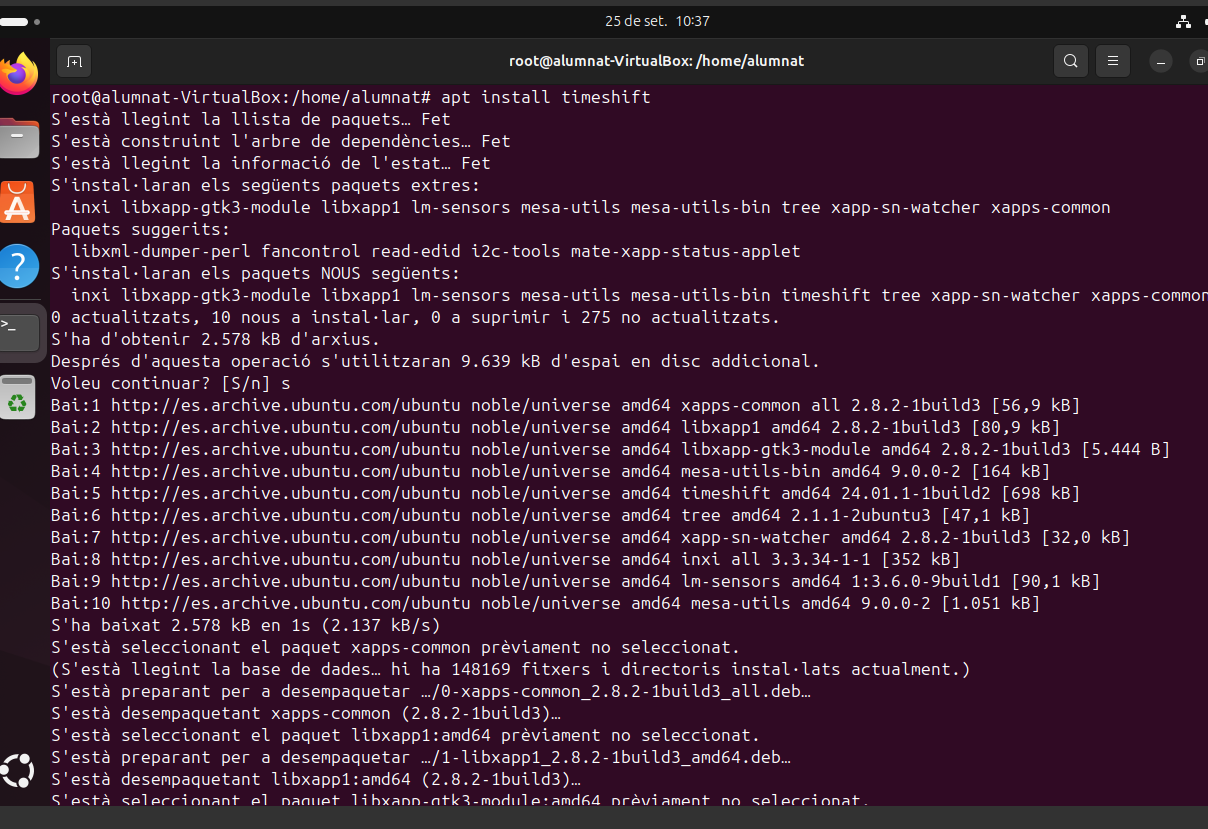 25 de set. 10:37
root@alumnat-VirtualBox: /home/alumnat
root@alumnat-VirtualBox:/home/alumnat# apt install timeshift
S'està llegint la llista de paquets… Fet
S'està construint l'arbre de dependències… Fet
S'està llegint la informació de l'estat… Fet
S'instal·laran els següents paquets extres:
  inxi libxapp-gtk3-module libxapp1 lm-sensors mesa-utils mesa-utils-bin tree xapp-sn-watcher xapps-common
Paquets suggerits:
  libxml-dumper-perl fancontrol read-edid i2c-tools mate-xapp-status-applet
S'instal·laran els paquets NOUS següents:
  inxi libxapp-gtk3-module libxapp1 lm-sensors mesa-utils mesa-utils-bin timeshift tree xapp-sn-watcher xapps-common
0 actualitzats, 10 nous a instal·lar, 0 a suprimir i 275 no actualitzats.
S'ha d'obtenir 2.578 kB d'arxius.
Després d'aquesta operació s'utilitzaran 9.639 kB d'espai en disc addicional.
Voleu continuar? [S/n] s
Bai:1 http://es.archive.ubuntu.com/ubuntu noble/universe amd64 xapps-common all 2.8.2-1build3 [56,9 kB]
Bai:2 http://es.archive.ubuntu.com/ubuntu noble/universe amd64 libxapp1 amd64 2.8.2-1build3 [80,9 kB]
Bai:3 http://es.archive.ubuntu.com/ubuntu noble/universe amd64 libxapp-gtk3-module amd64 2.8.2-1build3 [5.444 B]
Bai:4 http://es.archive.ubuntu.com/ubuntu noble/universe amd64 mesa-utils-bin amd64 9.0.0-2 [164 kB]
Bai:5 http://es.archive.ubuntu.com/ubuntu noble/universe amd64 timeshift amd64 24.01.1-1build2 [698 kB]
Bai:6 http://es.archive.ubuntu.com/ubuntu noble/universe amd64 tree amd64 2.1.1-2ubuntu3 [47,1 kB]
Bai:7 http://es.archive.ubuntu.com/ubuntu noble/universe amd64 xapp-sn-watcher amd64 2.8.2-1build3 [32,0 kB]
Bai:8 http://es.archive.ubuntu.com/ubuntu noble/universe amd64 inxi all 3.3.34-1-1 [352 kB]
Bai:9 http://es.archive.ubuntu.com/ubuntu noble/universe amd64 lm-sensors amd64 1:3.6.0-9build1 [90,1 kB]
Bai:10 http://es.archive.ubuntu.com/ubuntu noble/universe amd64 mesa-utils amd64 9.0.0-2 [1.051 kB]
S'ha baixat 2.578 kB en 1s (2.137 kB/s)
S'està seleccionant el paquet xapps-common prèviament no seleccionat.
(S'està llegint la base de dades… hi ha 148169 fitxers i directoris instal·lats actualment.)
S'està preparant per a desempaquetar …/0-xapps-common_2.8.2-1build3_all.deb…
S'està desempaquetant xapps-common (2.8.2-1build3)…
S'està seleccionant el paquet libxapp1:amd64 prèviament no seleccionat.
S'està preparant per a desempaquetar …/1-libxapp1_2.8.2-1build3_amd64.deb…
S'està desempaquetant libxapp1:amd64 (2.8.2-1build3)…
S'està seleccionant el paquet libxapp-gtk3-module:amd64 prèviament no seleccionat.